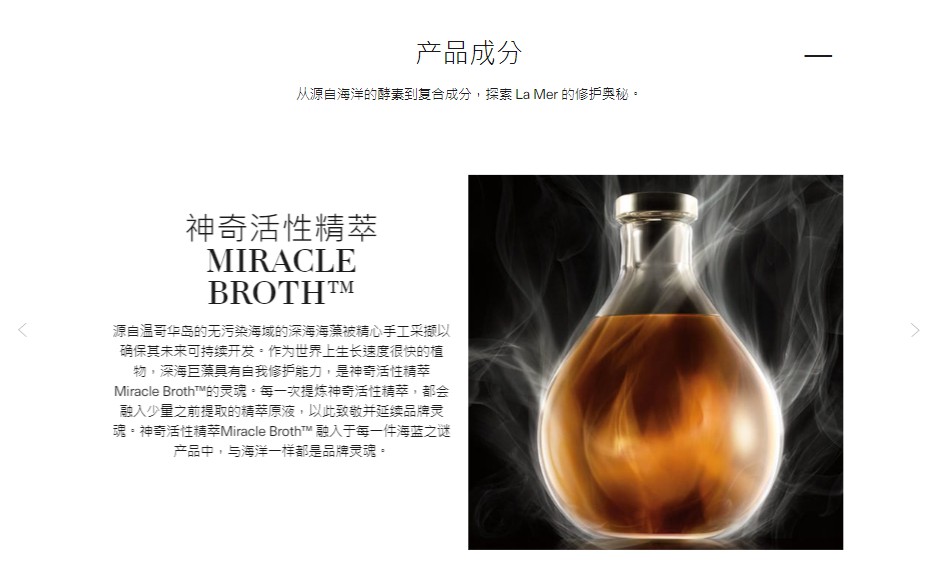 产品成分
从源自海洋的酵素到复合成分，探索 La Mer 的修护奥秘。
神奇活性精萃
MIRACLE
BROTH™
源自温哥华岛的无污染海域的深海海藻被精心手工采撷以
确保其未来可持续开发。作为世界上生长速度很快的植
物，深海巨藻具有自我修护能力，是神奇活性精萃
Miracle Broth™的灵魂。每一次提炼神奇活性精萃，都会
融入少量之前提取的精萃原液，以此致敬并延续品牌灵
魂。神奇活性精萃Miracle Broth™ 融入于每一件海蓝之谜
产品中，与海洋一样都是品牌灵魂。